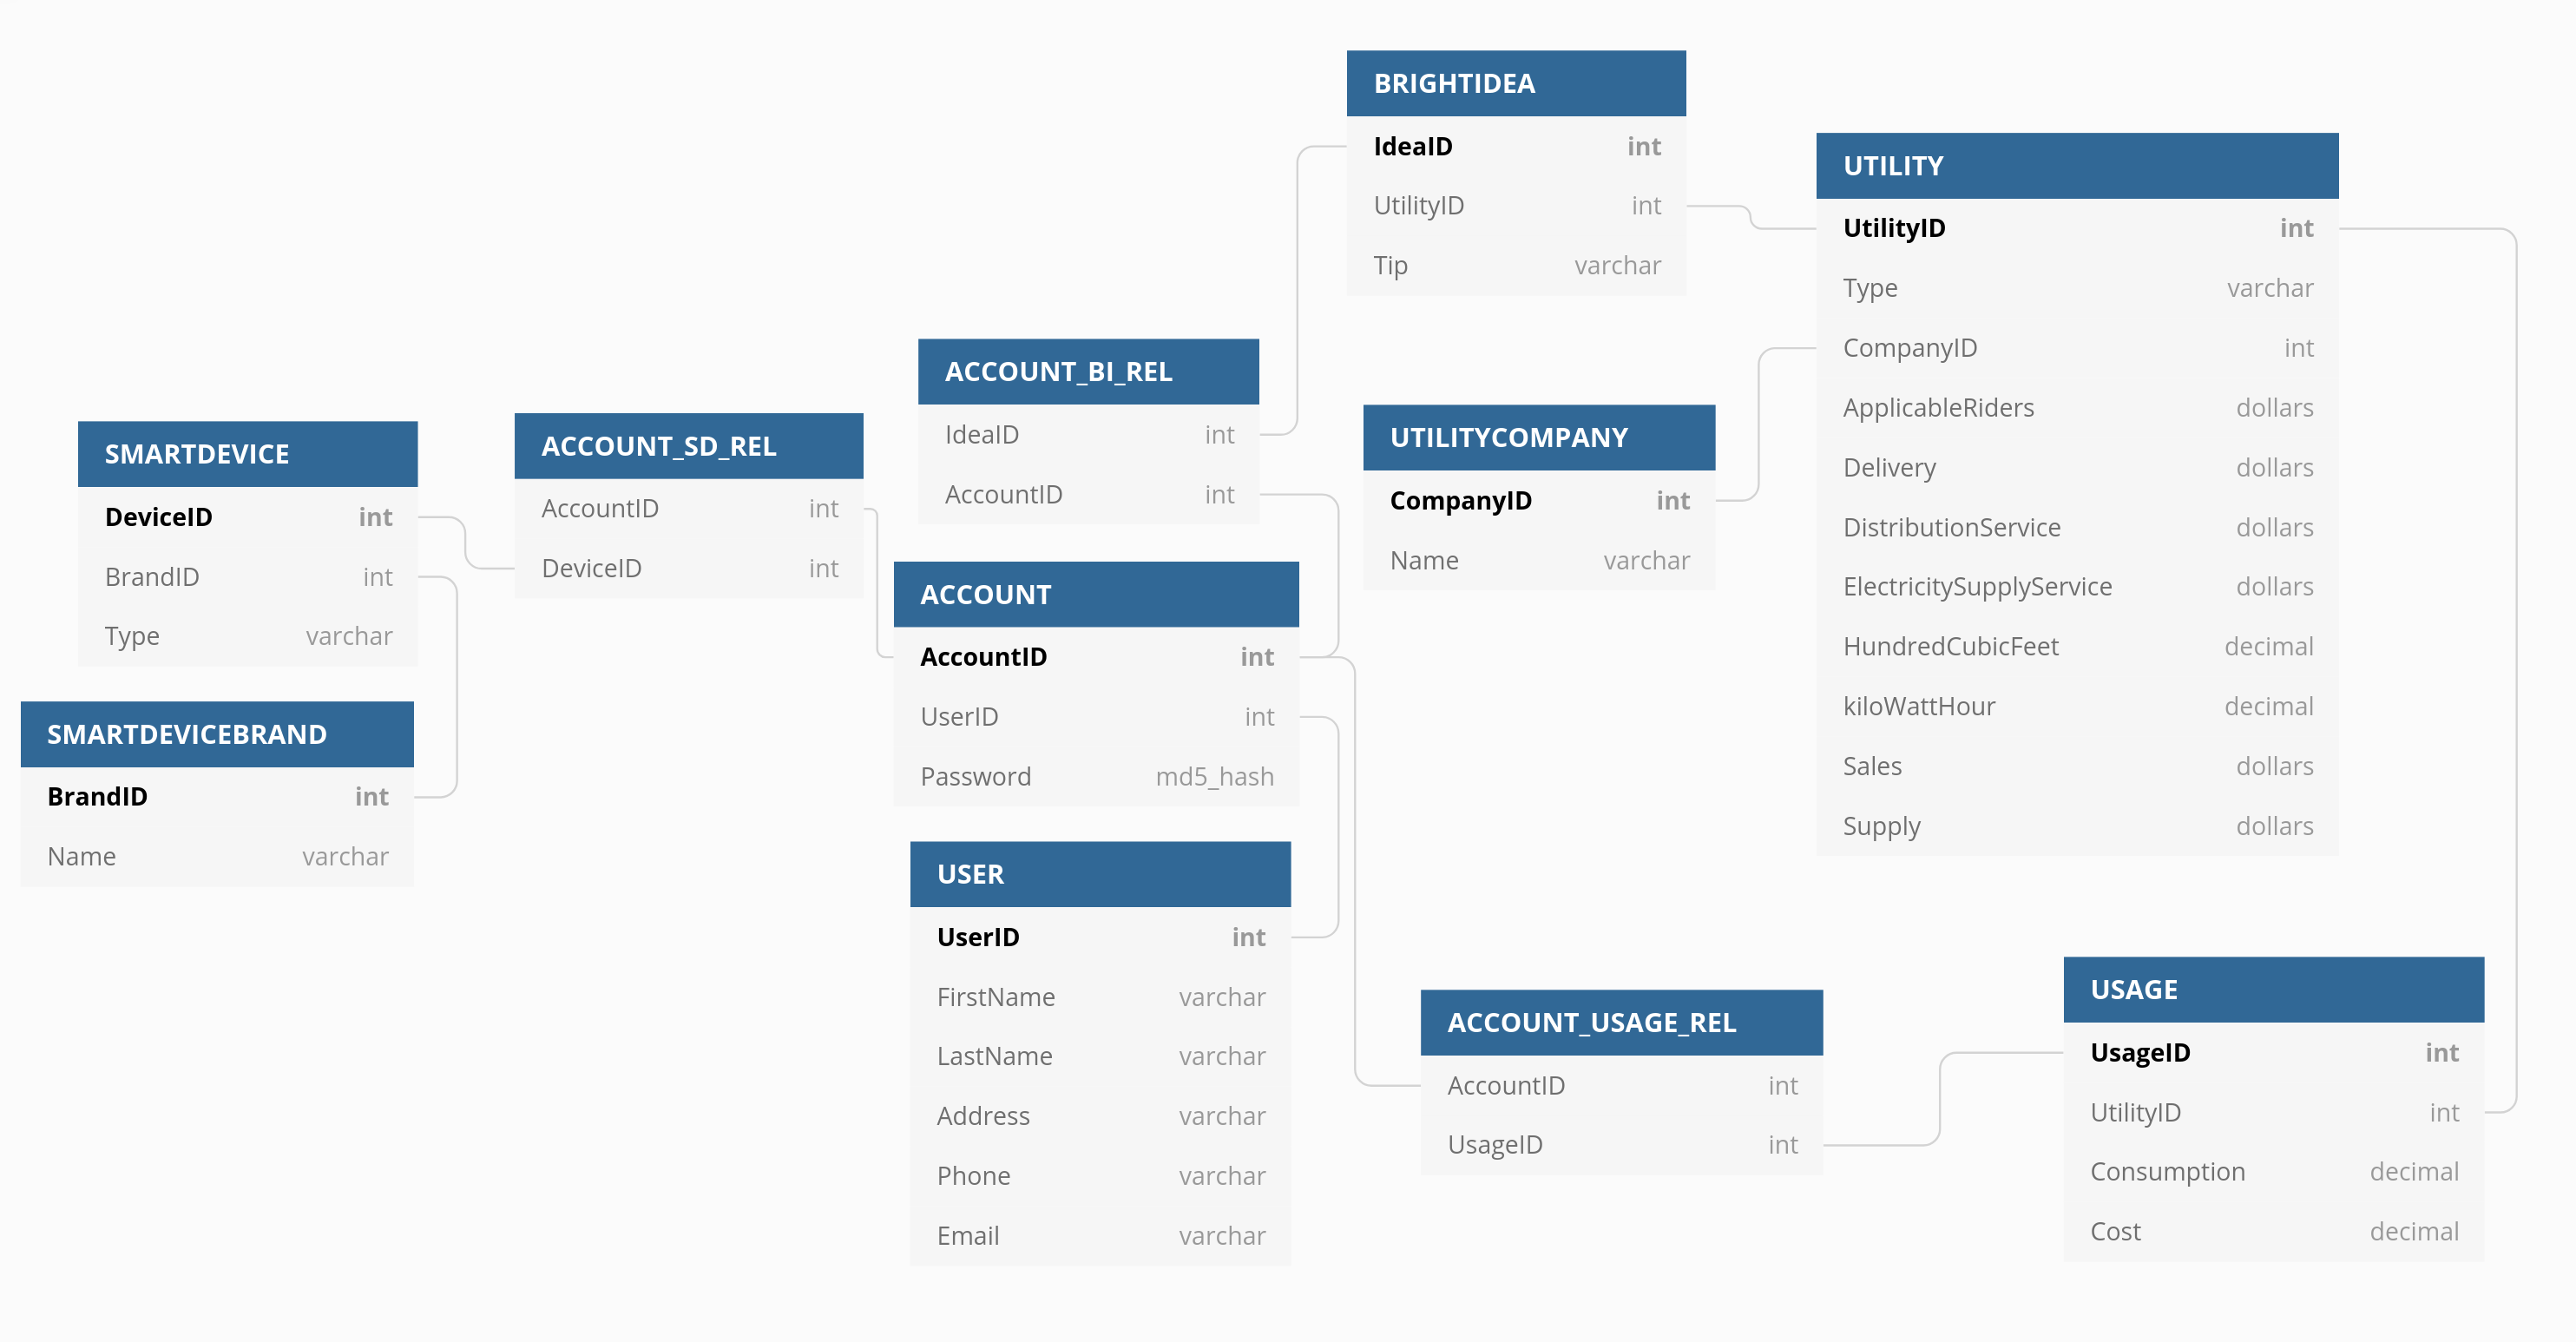 BRIGHTIDEA
IdeaID int
UtilityID int
Tip varchar
UTILITY
UtilityID int
Type varchar
CompanyID int
ApplicableRiders dollars
Delivery dollars
DistributionService dollars
ElectricitySupplyService dollars
HundredCubicFeet decimal
kiloWattHour decimal
Sales dollars
Supply dollars
ACCOUNT_BI_REL
IdeaID int
AccountID int
UTILITYCOMPANY
CompanyID int
Name varchar
SMARTDEVICE
DeviceID int
BrandID int
Type varchar
ACCOUNT_SD_REL
AccountID int
DeviceID int
ACCOUNT
AccountID int
UserID int
Password md5_hash
SMARTDEVICEBRAND
BrandID int
Name varchar
USER
UserID int
FirstName varchar
LastName varchar
Address varchar
Phone varchar
Email varchar
ACCOUNT_USAGE_REL
AccountID int
UsageID int
USAGE
UsageID int
UtilityID int
Consumption decimal
Cost decimal